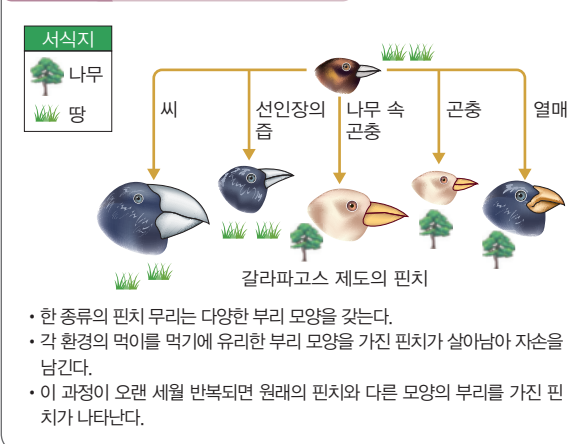 서식지
나무
땅
씨
선인장의
즙
나무 속
곤충
곤충
열매
갈라파고스 제도의 핀치
• 한 종류의 핀치 무리는 다양한 부리 모양을 갖는다.
• 각 환경의 먹이를 먹기에 유리한 부리 모양을 가진 핀치가 살아남아 자손을
남긴다.
• 이 과정이 오랜 세월 반복되면 원래의 핀치와 다른 모양의 부리를 가진 핀
치가 나타난다.